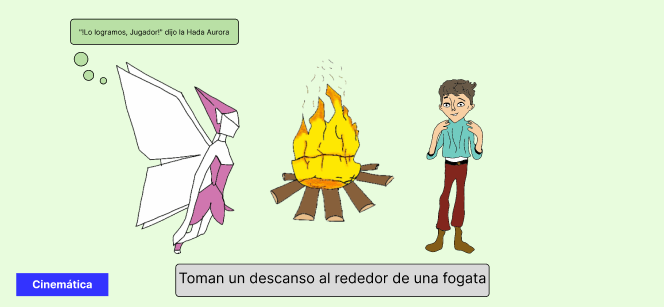 "!Lo logramos, Jugador!" dijo la Hada Aurora
Toman un descanso al rededor de una fogata
Cinemática